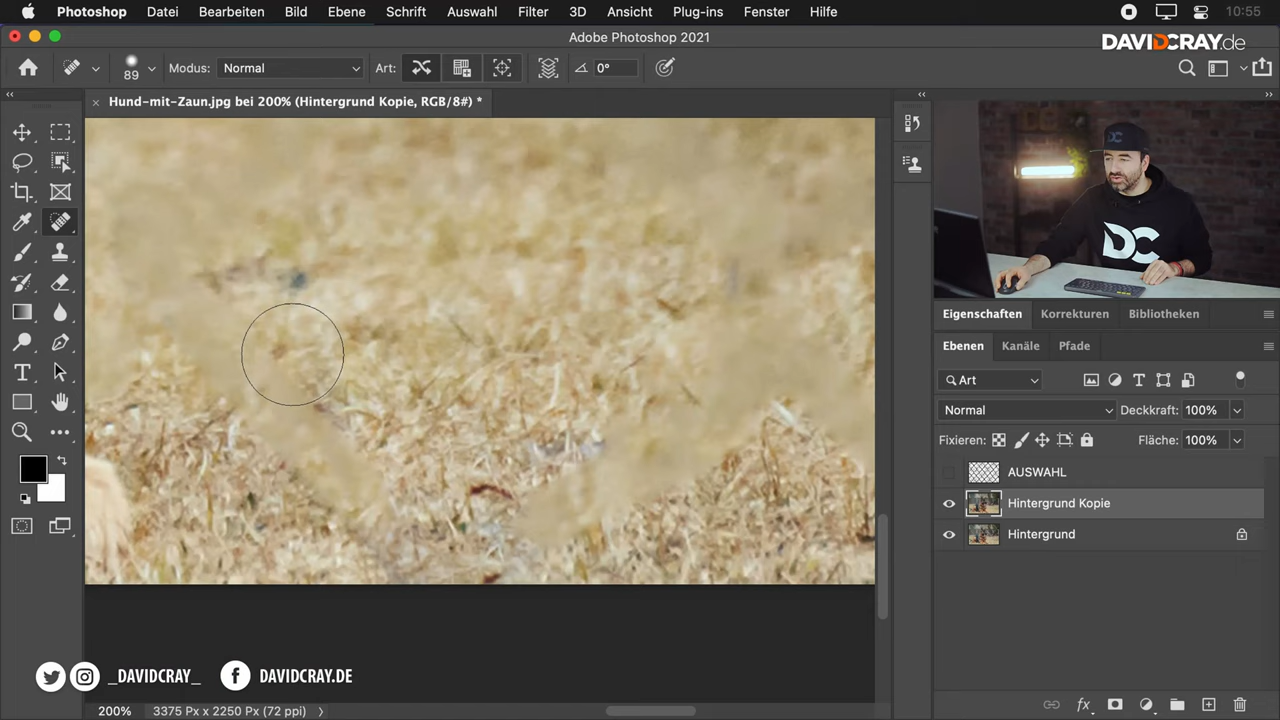 Photoshop Datei Bearbeiten Bild Ebene Schrift Auswahl Filter 3D Ansicht Plug-ins Fenster Hilfe 10:55
Adobe Photoshop 2021
DAVIDCRAY.de
89 Modus: Normal Art: 0°
Hund-mit-Zaun.jpg bei 200% (Hintergrund Kopie, RGB/8#) *
DC
Eigenschaften Korrekturen Bibliotheken
Ebenen Kanäle Pfade
Art
Normal Deckkraft: 100%
Fixieren: Fläche: 100%
AUSWAHL
Hintergrund Kopie
Hintergrund
_DAVIDCRAY_ DAVIDCRAY.DE
200% 3375 Px x 2250 Px (72 ppi)